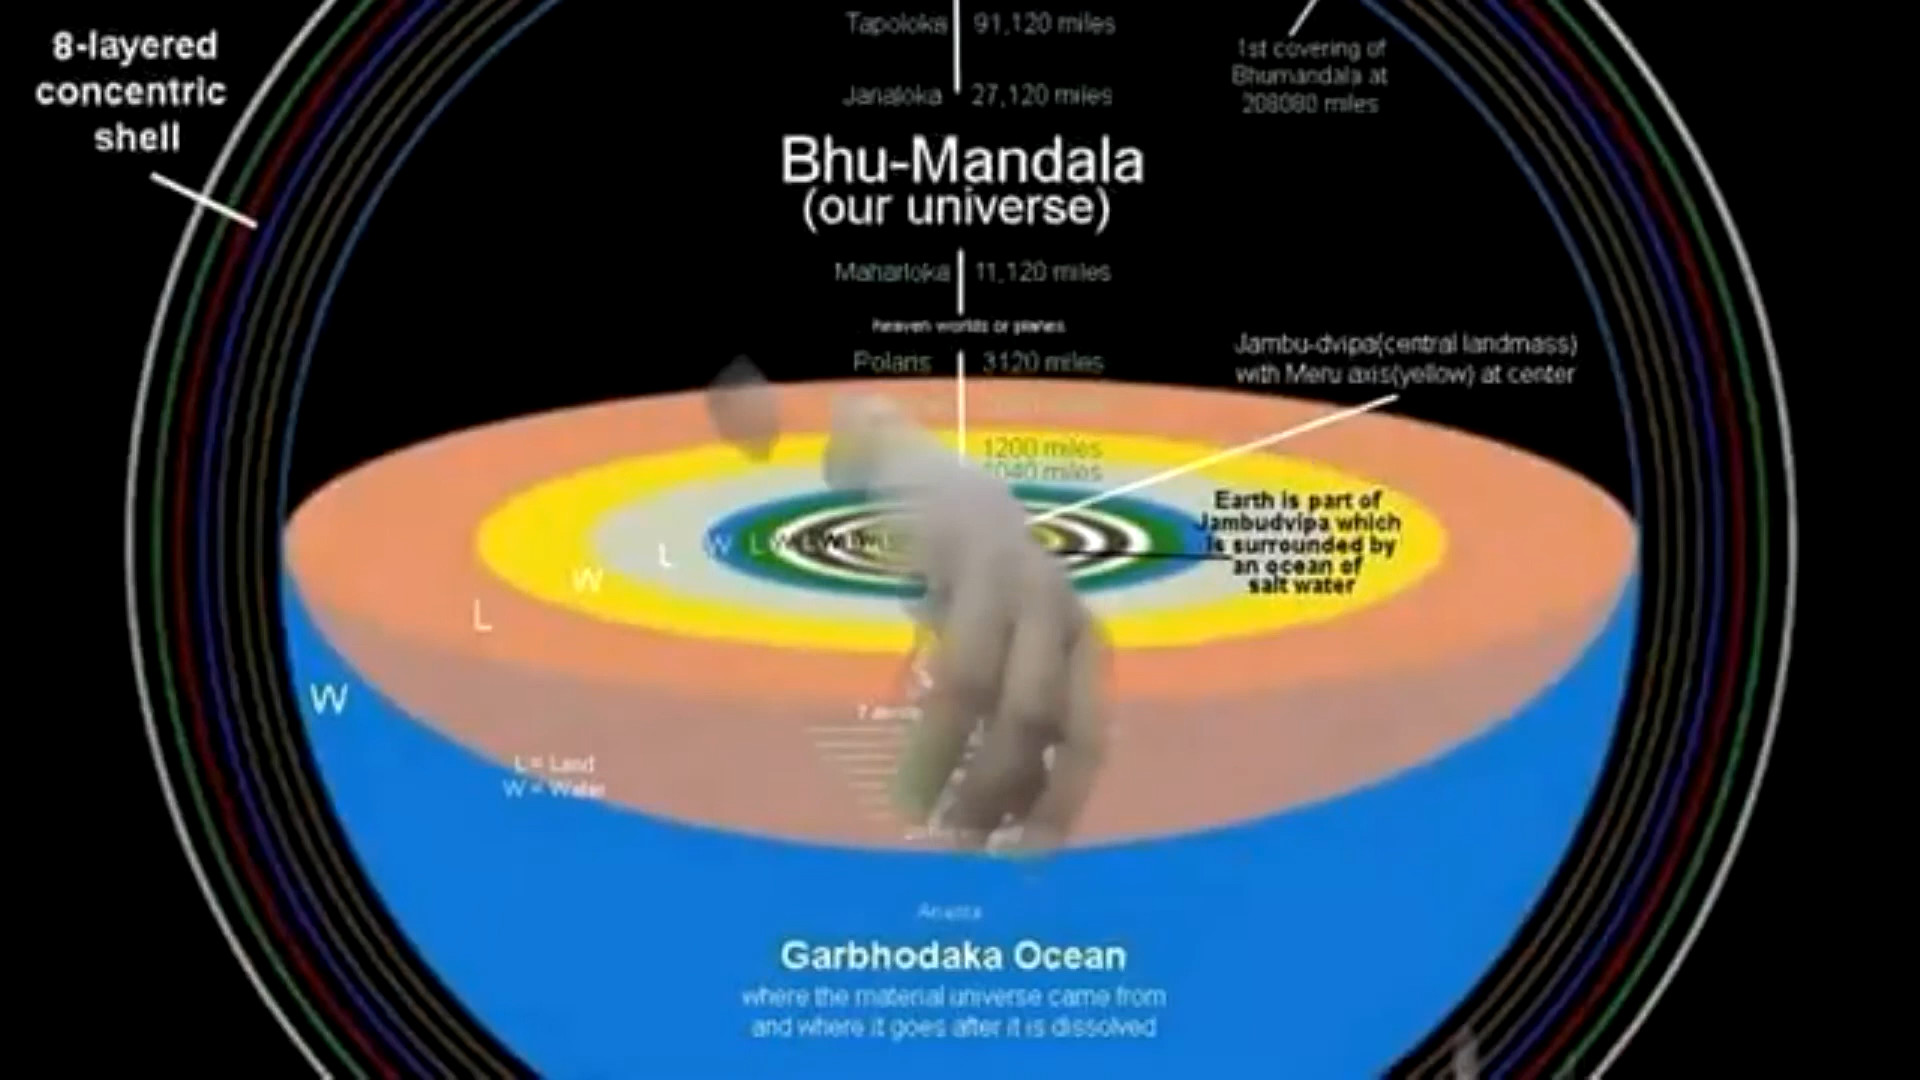 8-layered
concentric
shell
Tapoloka 91,120 miles
Janaloka 27,120 miles
1st covering of
Bhumandala at
208080 miles
Bhu-Mandala
(our universe)
Maharloka 11,120 miles
heaven worlds or planes
Polaris 3120 miles
Jambu-dvipa(central landmass)
with Meru axis(yellow) at center
1200 miles
1040 miles
Earth is part of
Jambudvipa which
is surrounded by
an ocean of
salt water
L W L W
W
L
W
L = Land
W = Water
Ananta
Garbhodaka Ocean
where the material universe came from
and where it goes after it is dissolved